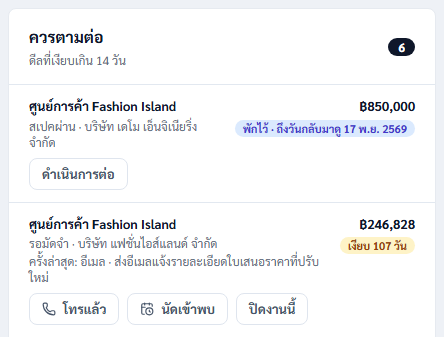 ควรตามต่อ
6
ดีลที่เงียบเกิน 14 วัน
ศูนย์การค้า Fashion Island
฿850,000
สเปคผ่าน · บริษัท เดโม เอ็นจิเนียริ่ง
จำกัด
พักไว้ · ถึงวันกลับมาดู 17 พ.ย. 2569
ดำเนินการต่อ
ศูนย์การค้า Fashion Island
฿246,828
รอมัดจำ · บริษัท แฟชั่นไอส์แลนด์ จำกัด
เงียบ 107 วัน
ครั้งล่าสุด: อีเมล · ส่งอีเมลแจ้งรายละเอียดใบเสนอราคาที่ปรับ
ใหม่
โทรแล้ว
นัดเข้าพบ
ปิดงานนี้